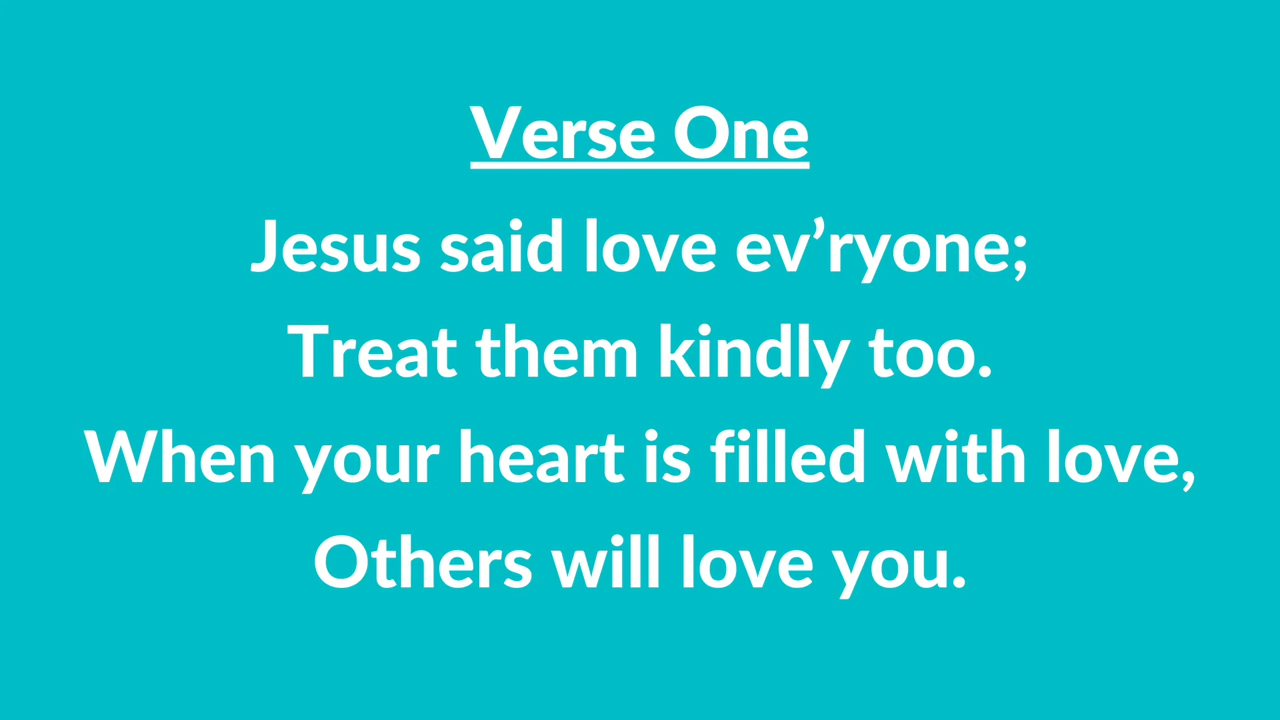 Verse One
Jesus said love ev’ryone;
Treat them kindly too.
When your heart is filled with love,
Others will love you.